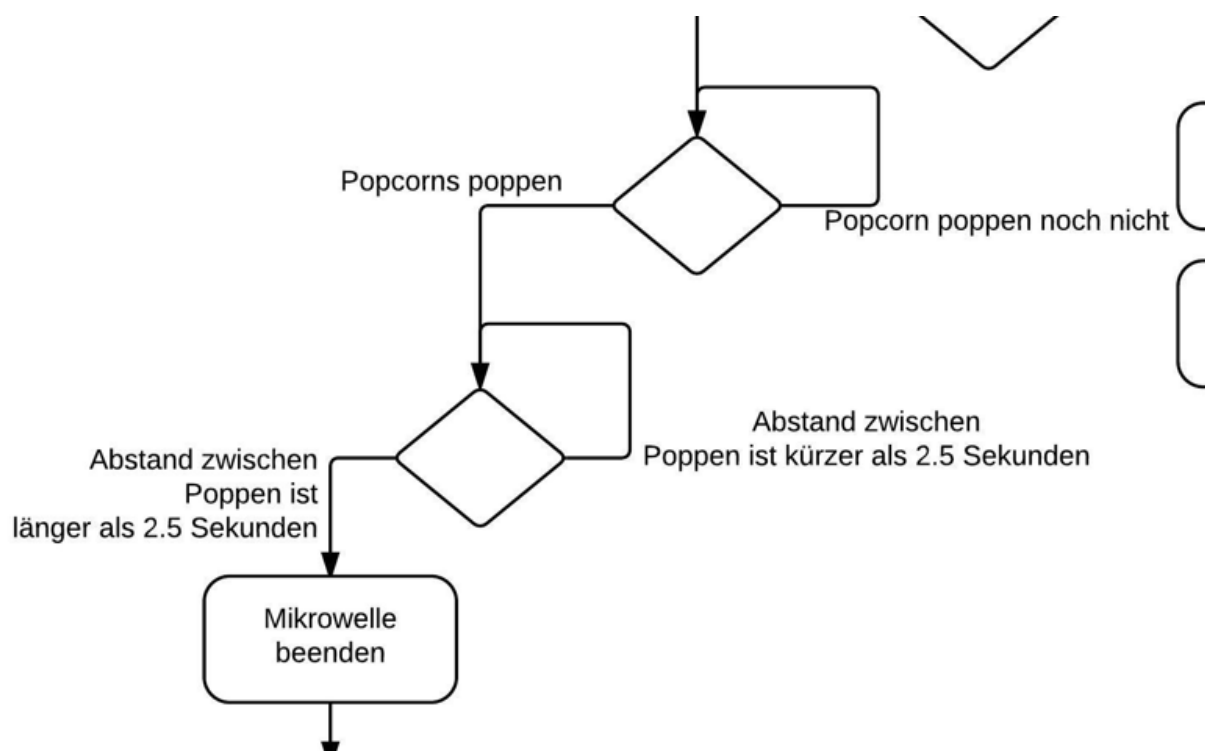 Popcorns poppen
Popcorn poppen noch nicht
Abstand zwischen
Poppen ist kürzer als 2.5 Sekunden
Abstand zwischen
Poppen ist
länger als 2.5 Sekunden
Mikrowelle
beenden